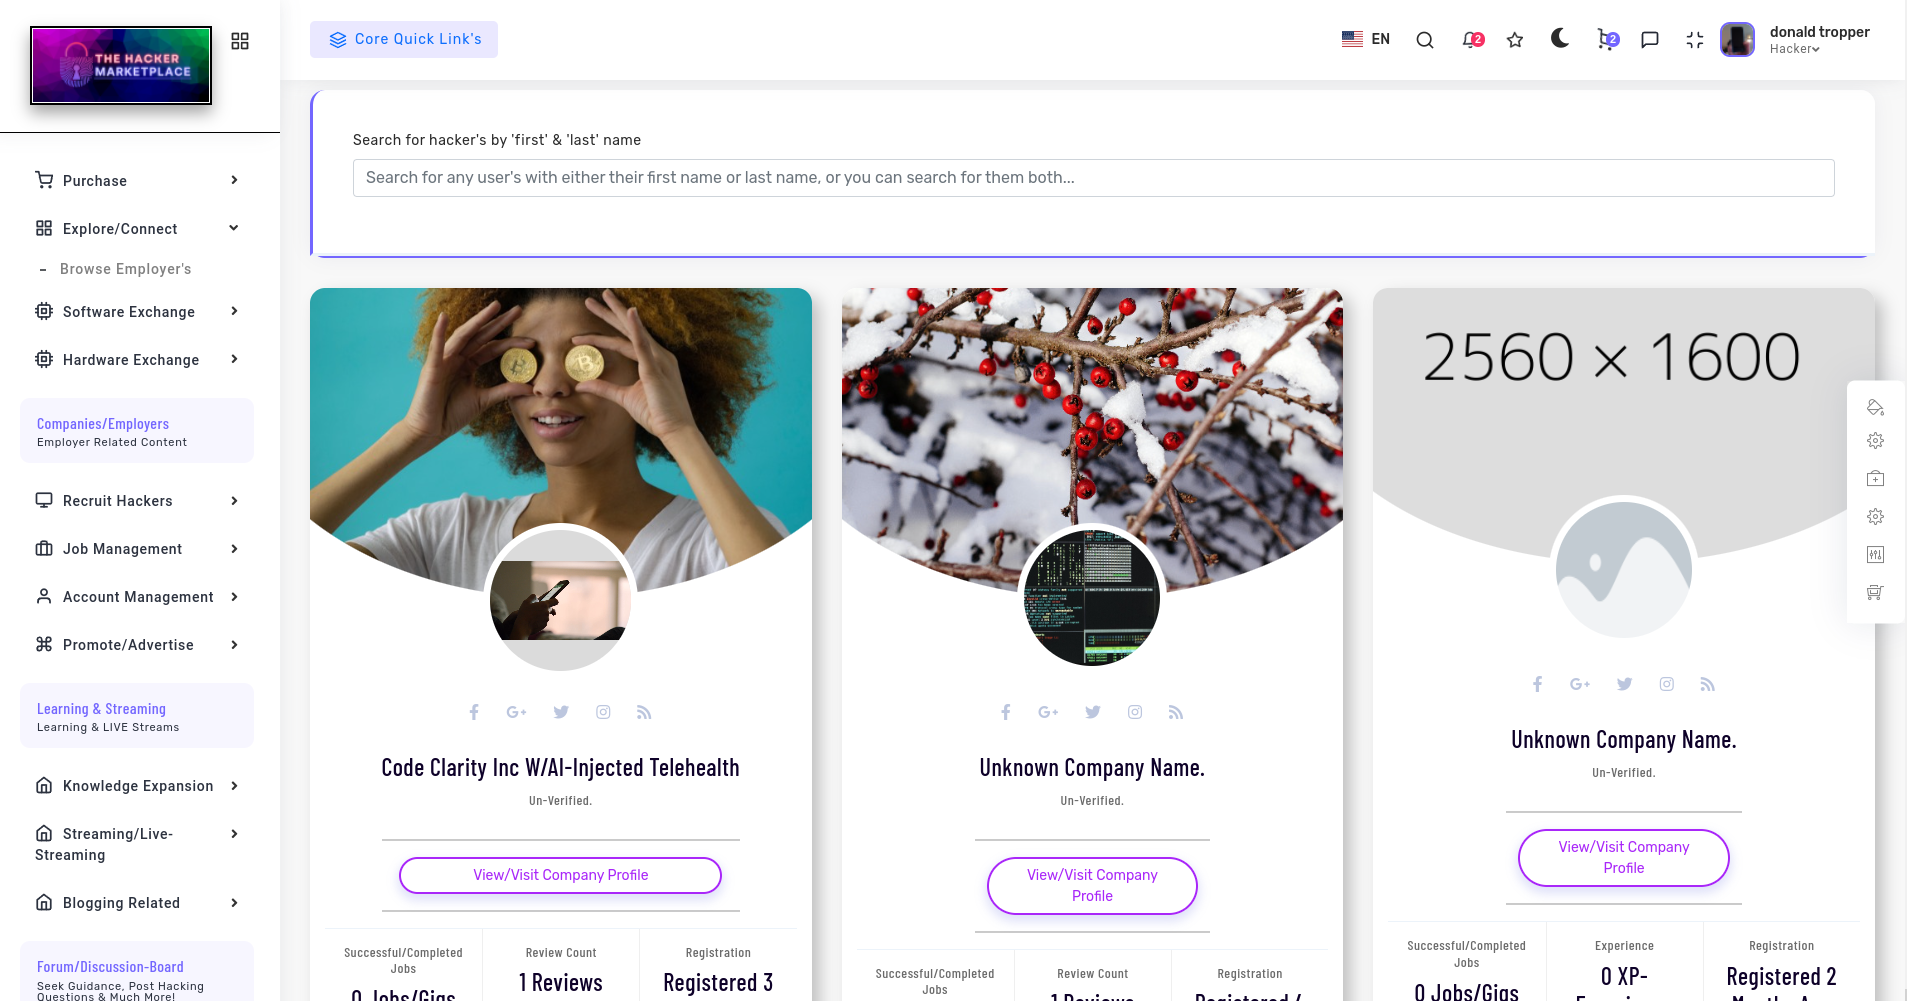 THE HACKER
MARKETPLACE
Core Quick Link's
EN
2
2
donald tropper
Hacker
Purchase
Explore/Connect
- Browse Employer's
Software Exchange
Hardware Exchange
Companies/Employers
Employer Related Content
Recruit Hackers
Job Management
Account Management
Promote/Advertise
Learning & Streaming
Learning & LIVE Streams
Knowledge Expansion
Streaming/Live-
Streaming
Blogging Related
Forum/Discussion-Board
Seek Guidance, Post Hacking
Questions & Much More!
Search for hacker's by 'first' & 'last' name
Search for any user's with either their first name or last name, or you can search for them both...
Code Clarity Inc W/AI-Injected Telehealth
Un-Verified.
View/Visit Company Profile
Successful/Completed
Jobs
0 Jobs/Gigs
Review Count
1 Reviews
Registration
Registered 3
Unknown Company Name.
Un-Verified.
View/Visit Company
Profile
Successful/Completed
Jobs
Review Count
1 Reviews
Registration
2560 × 1600
Unknown Company Name.
Un-Verified.
View/Visit Company
Profile
Successful/Completed
Jobs
0 Jobs/Gigs
Experience
0 XP-
Registration
Registered 2